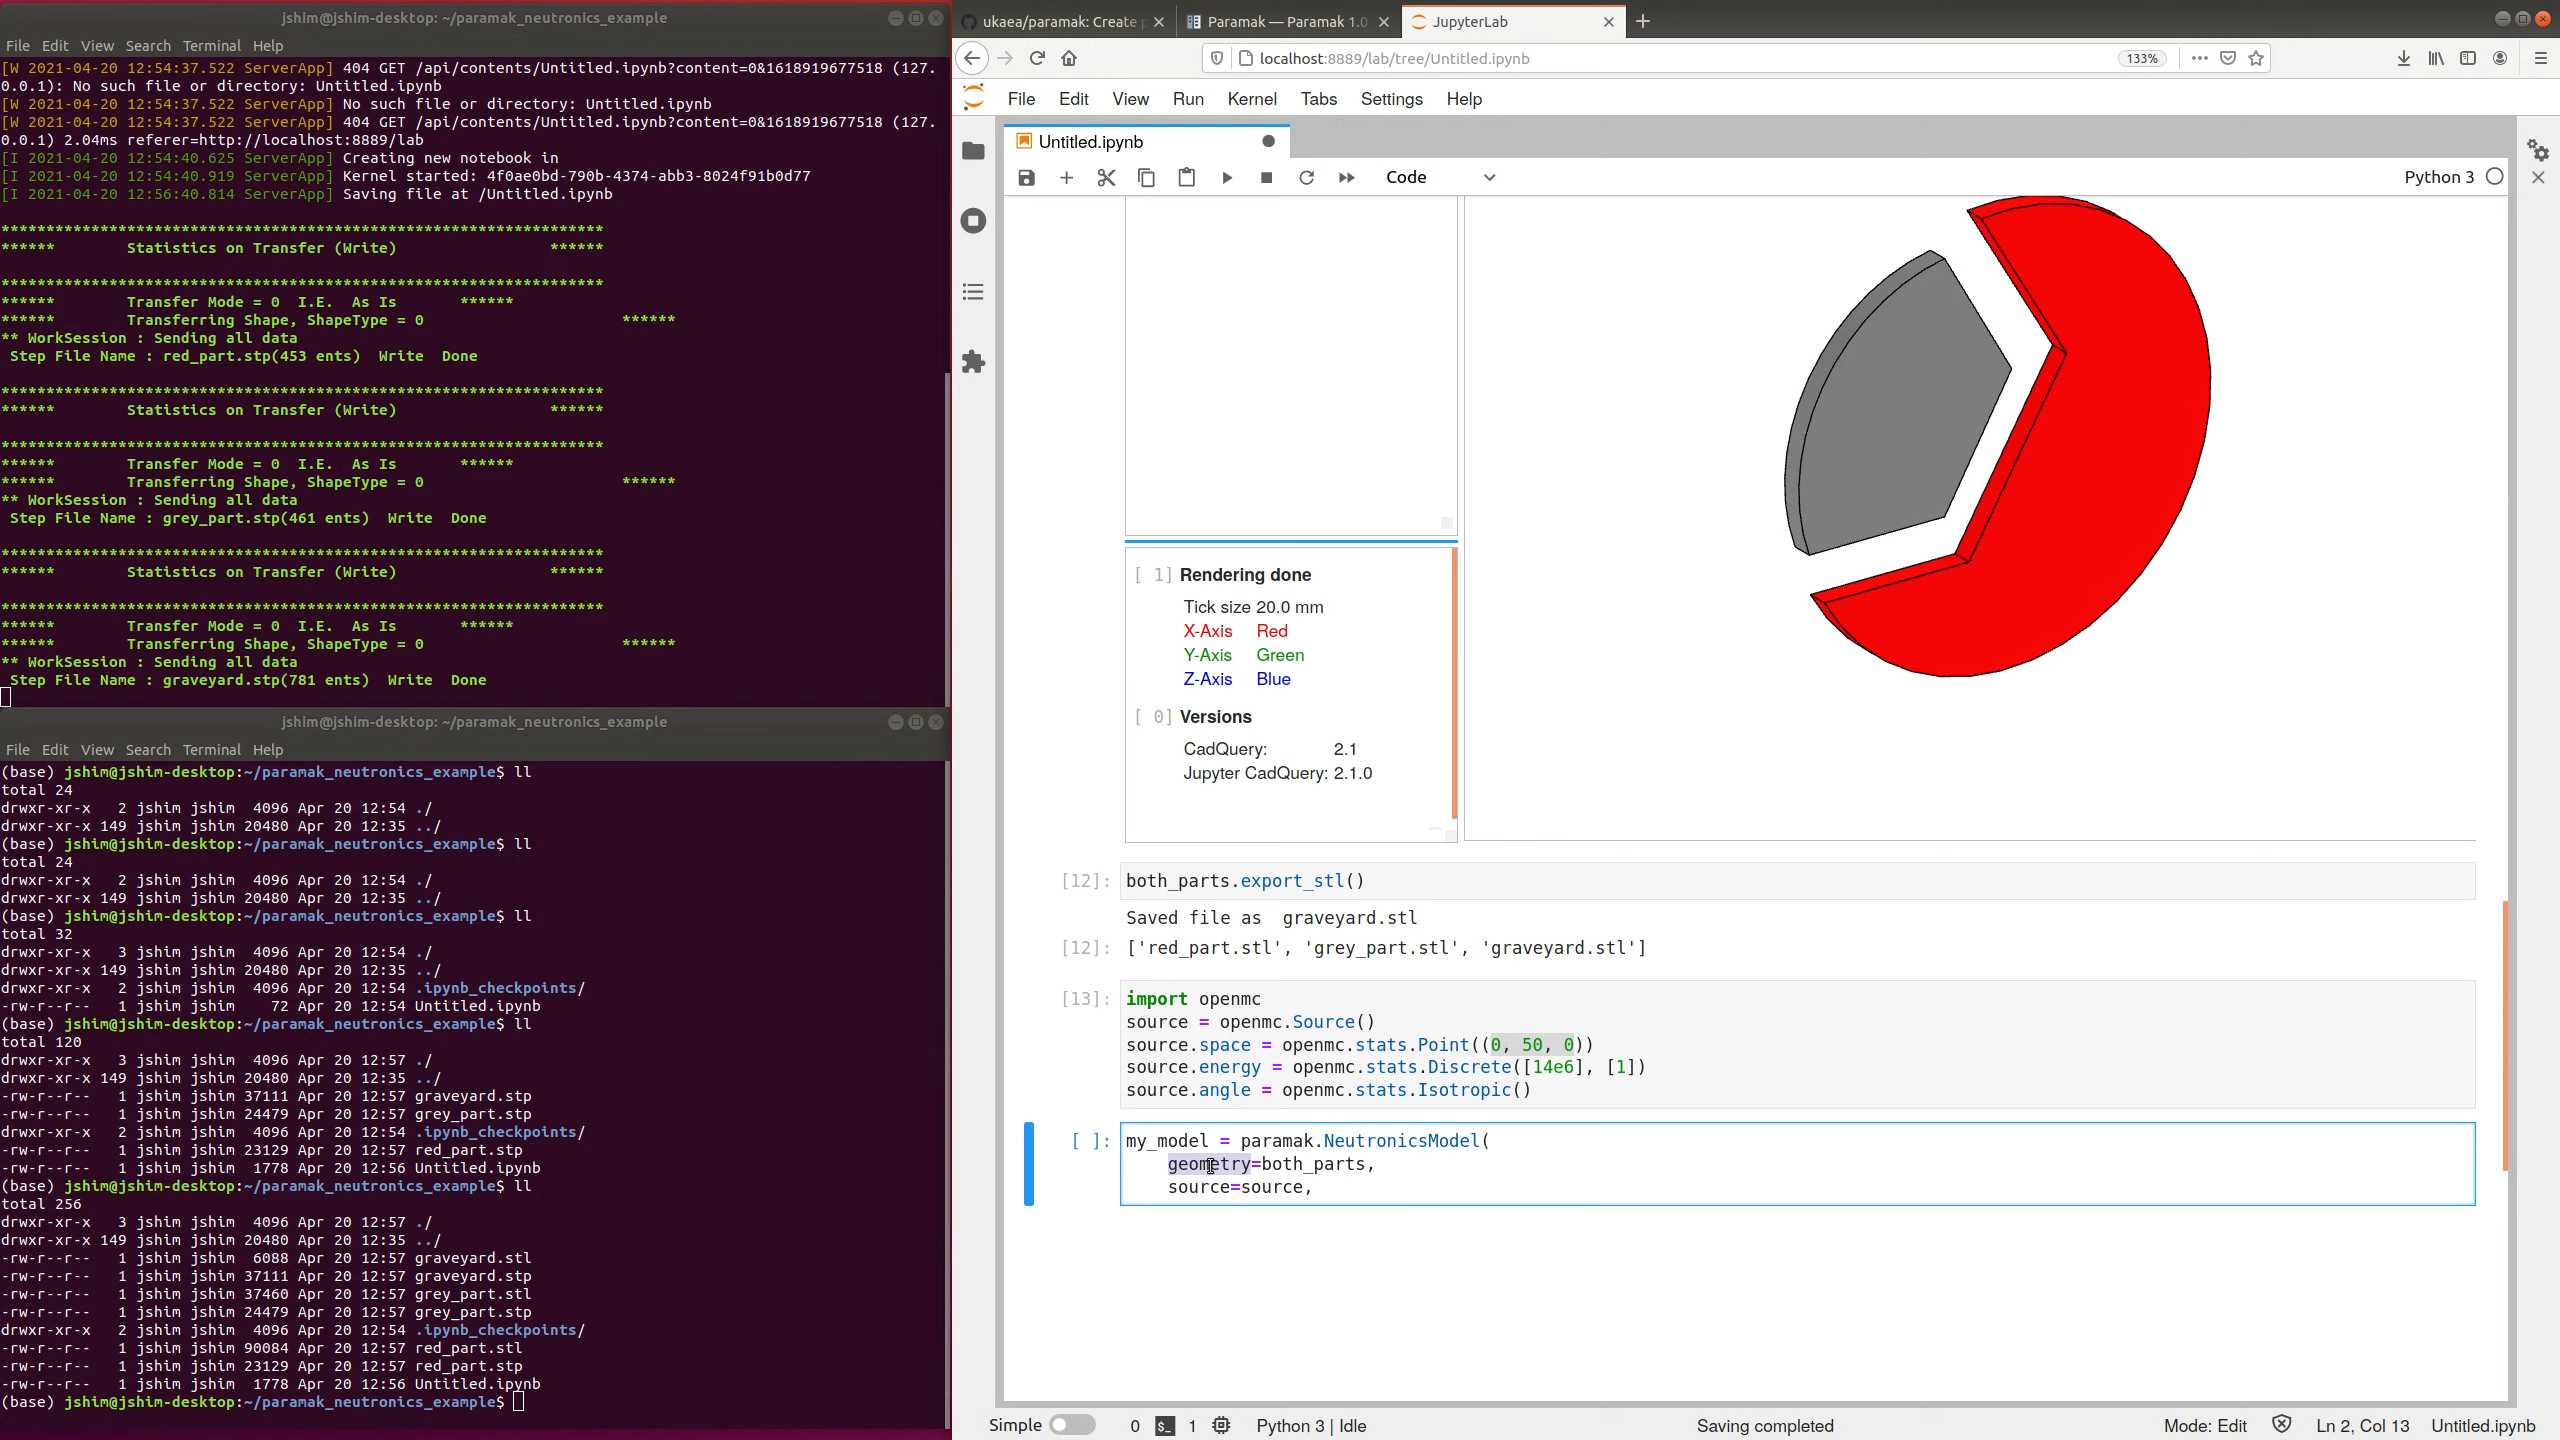 jshim@jshim-desktop: ~/paramak_neutronics_example
File Edit View Search Terminal Help
[W 2021-04-20 12:54:37.522 ServerApp] 404 GET /api/contents/Untitled.ipynb?content=0&1618919677518 (127.
0.0.1): No such file or directory: Untitled.ipynb
[W 2021-04-20 12:54:37.522 ServerApp] No such file or directory: Untitled.ipynb
[W 2021-04-20 12:54:37.522 ServerApp] 404 GET /api/contents/Untitled.ipynb?content=0&1618919677518 (127.
0.0.1) 2.04ms referer=http://localhost:8889/lab
[I 2021-04-20 12:54:40.625 ServerApp] Creating new notebook in
[I 2021-04-20 12:54:40.919 ServerApp] Kernel started: 4f0ae0bd-790b-4374-abb3-8024f91b0d77
[I 2021-04-20 12:56:40.814 ServerApp] Saving file at /Untitled.ipynb
*******************************************************************
****** Statistics on Transfer (Write) ******
*******************************************************************
****** Transfer Mode = 0 I.E. As Is ******
****** Transferring Shape, ShapeType = 0 ******
** WorkSession : Sending all data
Step File Name : red_part.stp(453 ents) Write Done
*******************************************************************
****** Statistics on Transfer (Write) ******
*******************************************************************
****** Transfer Mode = 0 I.E. As Is ******
****** Transferring Shape, ShapeType = 0 ******
** WorkSession : Sending all data
Step File Name : grey_part.stp(461 ents) Write Done
*******************************************************************
****** Statistics on Transfer (Write) ******
*******************************************************************
****** Transfer Mode = 0 I.E. As Is ******
****** Transferring Shape, ShapeType = 0 ******
** WorkSession : Sending all data
Step File Name : graveyard.stp(781 ents) Write Done
jshim@jshim-desktop: ~/paramak_neutronics_example
File Edit View Search Terminal Help
(base) jshim@jshim-desktop:~/paramak_neutronics_example$ ll
total 24
drwxr-xr-x 2 jshim jshim 4096 Apr 20 12:54 ./
drwxr-xr-x 149 jshim jshim 20480 Apr 20 12:35 ../
(base) jshim@jshim-desktop:~/paramak_neutronics_example$ ll
total 24
drwxr-xr-x 2 jshim jshim 4096 Apr 20 12:54 ./
drwxr-xr-x 149 jshim jshim 20480 Apr 20 12:35 ../
(base) jshim@jshim-desktop:~/paramak_neutronics_example$ ll
total 32
drwxr-xr-x 3 jshim jshim 4096 Apr 20 12:54 ./
drwxr-xr-x 149 jshim jshim 20480 Apr 20 12:35 ../
drwxr-xr-x 2 jshim jshim 4096 Apr 20 12:54 .ipynb_checkpoints/
-rw-r--r-- 1 jshim jshim 72 Apr 20 12:54 Untitled.ipynb
(base) jshim@jshim-desktop:~/paramak_neutronics_example$ ll
total 120
drwxr-xr-x 3 jshim jshim 4096 Apr 20 12:57 ./
drwxr-xr-x 149 jshim jshim 20480 Apr 20 12:35 ../
-rw-r--r-- 1 jshim jshim 37111 Apr 20 12:57 graveyard.stp
-rw-r--r-- 1 jshim jshim 24479 Apr 20 12:57 grey_part.stp
drwxr-xr-x 2 jshim jshim 4096 Apr 20 12:54 .ipynb_checkpoints/
-rw-r--r-- 1 jshim jshim 23129 Apr 20 12:57 red_part.stp
-rw-r--r-- 1 jshim jshim 1778 Apr 20 12:56 Untitled.ipynb
(base) jshim@jshim-desktop:~/paramak_neutronics_example$ ll
total 256
drwxr-xr-x 3 jshim jshim 4096 Apr 20 12:57 ./
drwxr-xr-x 149 jshim jshim 20480 Apr 20 12:35 ../
-rw-r--r-- 1 jshim jshim 6088 Apr 20 12:57 graveyard.stl
-rw-r--r-- 1 jshim jshim 37111 Apr 20 12:57 graveyard.stp
-rw-r--r-- 1 jshim jshim 37460 Apr 20 12:57 grey_part.stl
-rw-r--r-- 1 jshim jshim 24479 Apr 20 12:57 grey_part.stp
drwxr-xr-x 2 jshim jshim 4096 Apr 20 12:54 .ipynb_checkpoints/
-rw-r--r-- 1 jshim jshim 90084 Apr 20 12:57 red_part.stl
-rw-r--r-- 1 jshim jshim 23129 Apr 20 12:57 red_part.stp
-rw-r--r-- 1 jshim jshim 1778 Apr 20 12:56 Untitled.ipynb
(base) jshim@jshim-desktop:~/paramak_neutronics_example$
ukaea/paramak: Create p
Paramak — Paramak 1.0
JupyterLab
localhost:8889/lab/tree/Untitled.ipynb
133%
File Edit View Run Kernel Tabs Settings Help
Untitled.ipynb
Code
Python 3
[ 1] Rendering done
Tick size 20.0 mm
X-Axis Red
Y-Axis Green
Z-Axis Blue
[ 0] Versions
CadQuery: 2.1
Jupyter CadQuery: 2.1.0
[12]: both_parts.export_stl()
Saved file as graveyard.stl
[12]: ['red_part.stl', 'grey_part.stl', 'graveyard.stl']
[13]: import openmc
source = openmc.Source()
source.space = openmc.stats.Point((0, 50, 0))
source.energy = openmc.stats.Discrete([14e6], [1])
source.angle = openmc.stats.Isotropic()
[ ]: my_model = paramak.NeutronicsModel(
geometry=both_parts,
source=source,
Simple 0 $_ 1 Python 3 | Idle Saving completed Mode: Edit Ln 2, Col 13 Untitled.ipynb